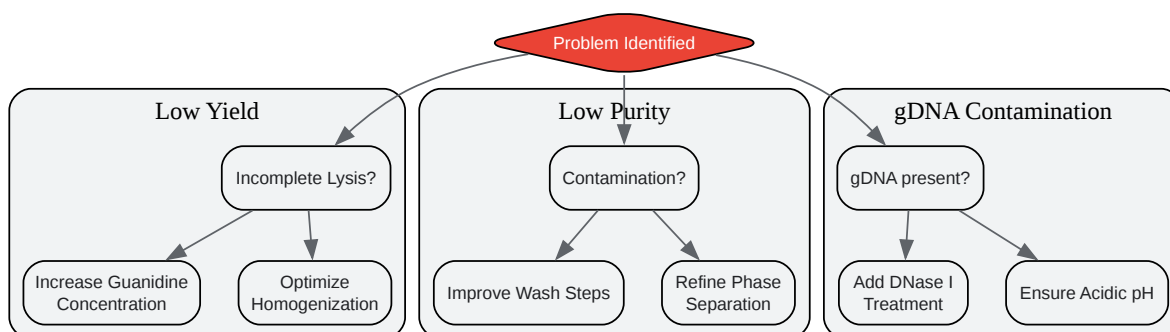 Problem Identified
Low Yield
Low Purity
gDNA Contamination
Incomplete Lysis?
Contamination?
gDNA present?
Increase Guanidine
Concentration
Optimize
Homogenization
Improve Wash Steps
Refine Phase
Separation
Add DNase I
Treatment
Ensure Acidic pH